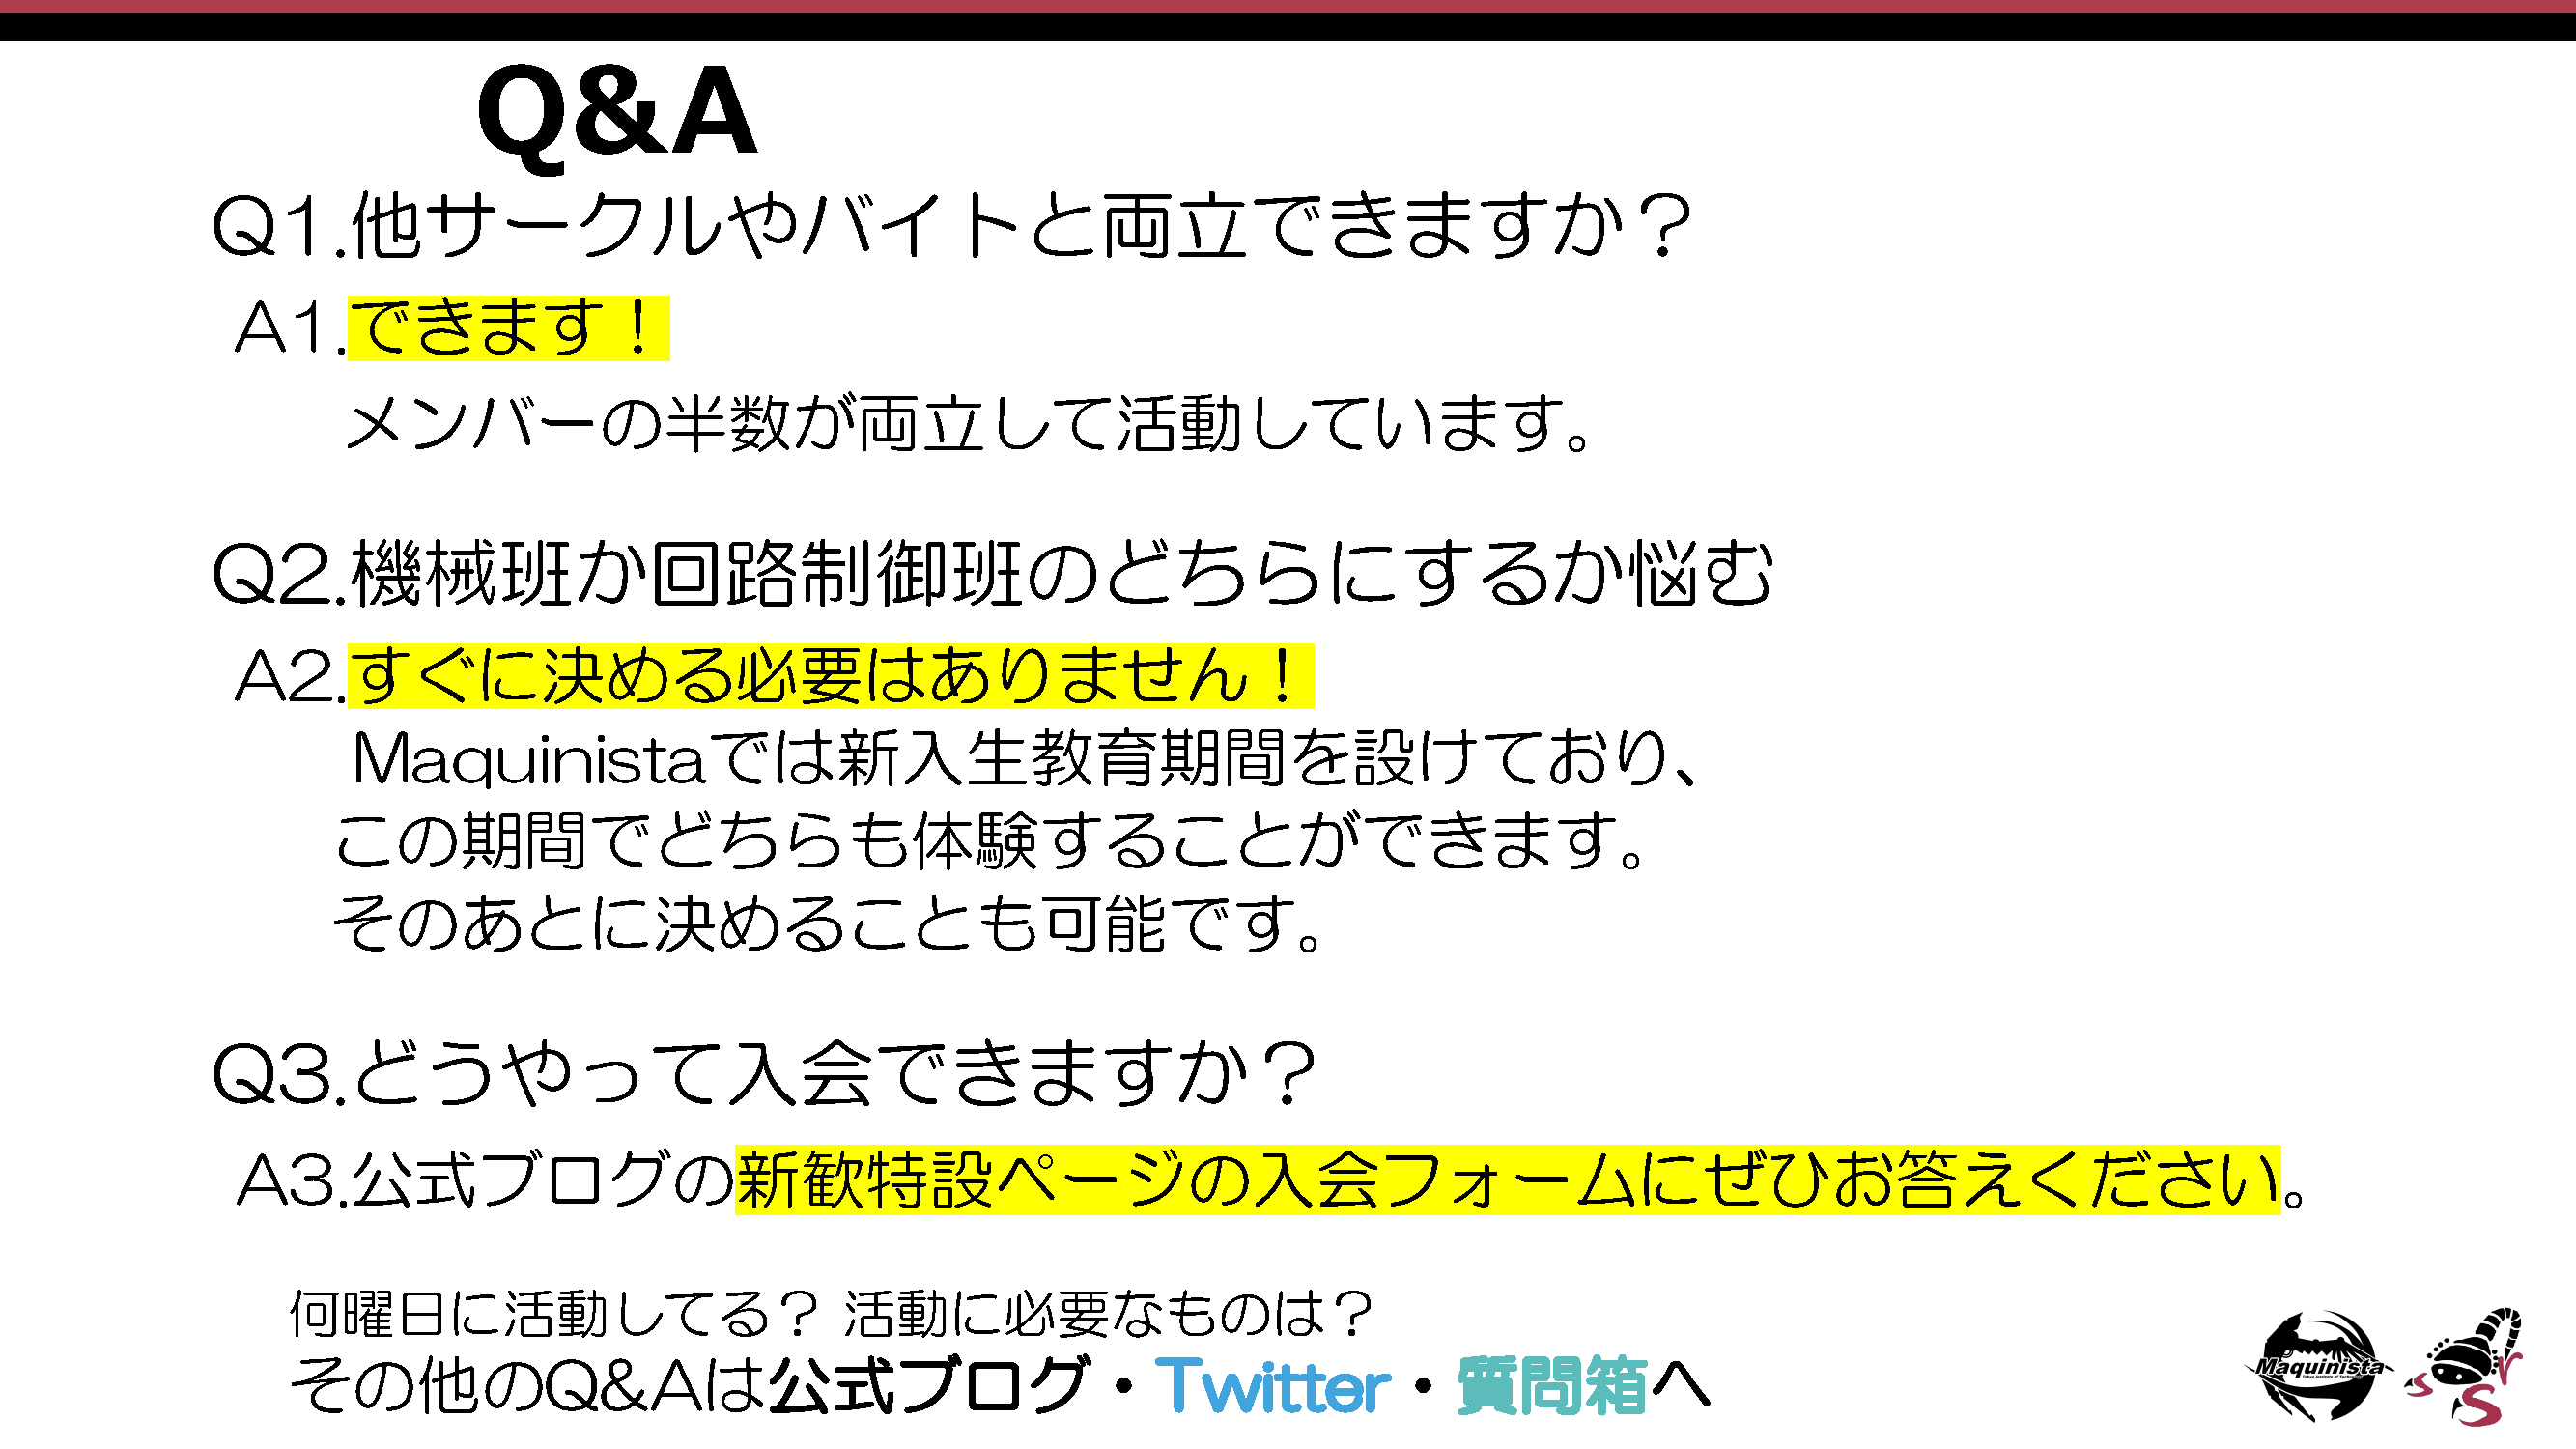 Q&A
Q1.他サークルやバイトと両立できますか？
A1.できます！
メンバーの半数が両立して活動しています。
Q2.機械班か回路制御班のどちらにするか悩む
A2.すぐに決める必要はありません！
Maquinistaでは新入生教育期間を設けており、
この期間でどちらも体験することができます。
そのあとに決めることも可能です。
Q3.どうやって入会できますか？
A3.公式ブログの新歓特設ページの入会フォームにぜひお答えください。
何曜日に活動してる？ 活動に必要なものは？
その他のQ&Aは公式ブログ・Twitter・質問箱へ
Maquinista
Tokyo Institute of Technology
s S r